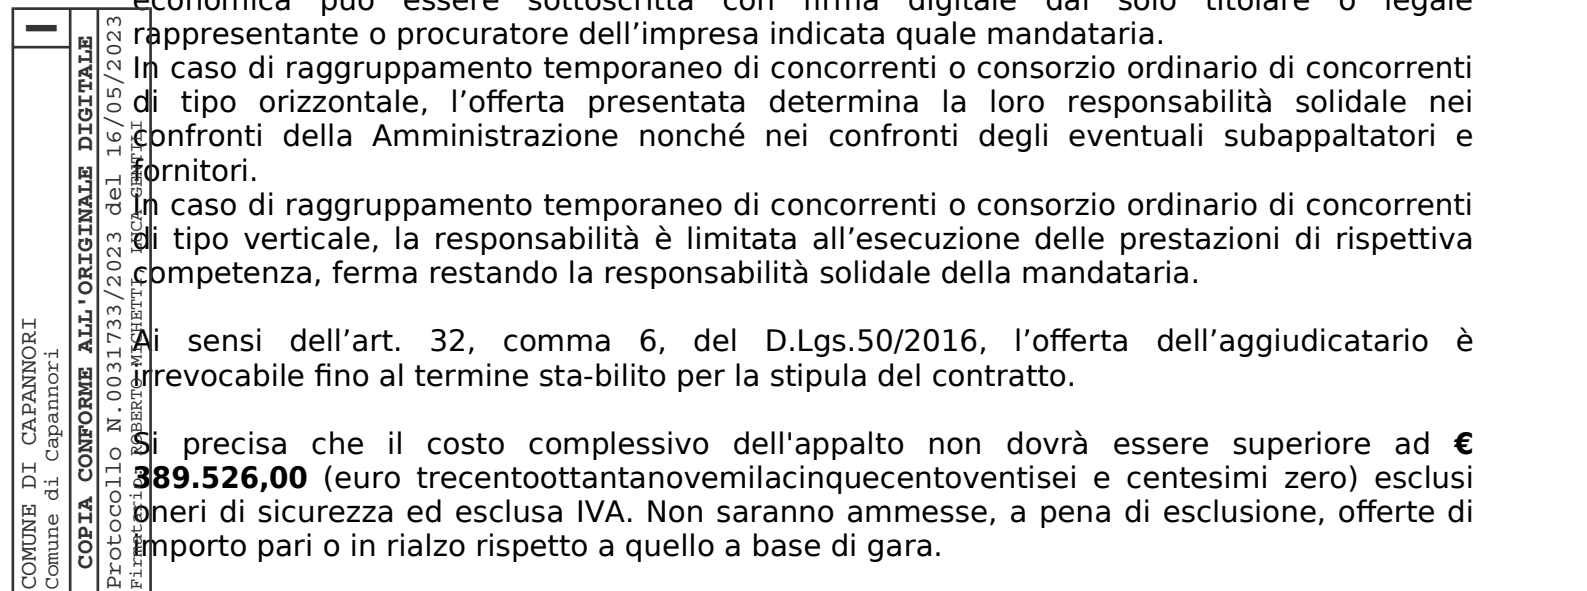 economica può essere sottoscritta con firma digitale dal solo titolare o legale
rappresentante o procuratore dell’impresa indicata quale mandataria.
In caso di raggruppamento temporaneo di concorrenti o consorzio ordinario di concorrenti
di tipo orizzontale, l’offerta presentata determina la loro responsabilità solidale nei
confronti della Amministrazione nonché nei confronti degli eventuali subappaltatori e
fornitori.
In caso di raggruppamento temporaneo di concorrenti o consorzio ordinario di concorrenti
di tipo verticale, la responsabilità è limitata all’esecuzione delle prestazioni di rispettiva
competenza, ferma restando la responsabilità solidale della mandataria.
Ai sensi dell’art. 32, comma 6, del D.Lgs.50/2016, l’offerta dell’aggiudicatario è
irrevocabile fino al termine sta-bilito per la stipula del contratto.
Si precisa che il costo complessivo dell'appalto non dovrà essere superiore ad €
389.526,00 (euro trecentoottantanovemilacinquecentoventisei e centesimi zero) esclusi
oneri di sicurezza ed esclusa IVA. Non saranno ammesse, a pena di esclusione, offerte di
importo pari o in rialzo rispetto a quello a base di gara.
COMUNE DI CAPANNORI
Comune di Capannori
COPIA CONFORME ALL'ORIGINALE DIGITALE
Protocollo N.0031733/2023 del 16/05/2023
Firmatario: ROBERTO MICHETTI, LUCA GENTILI